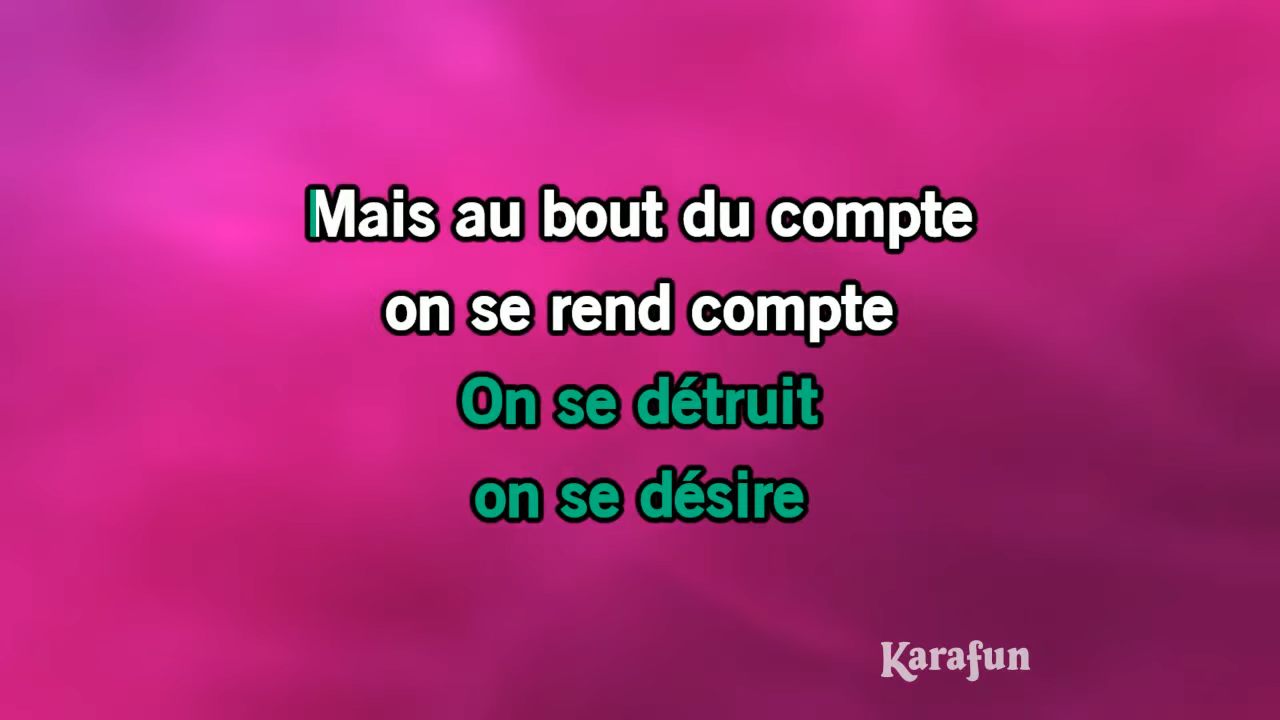 Mais au bout du compte
on se rend compte
On se détruit
on se désire
Karafun